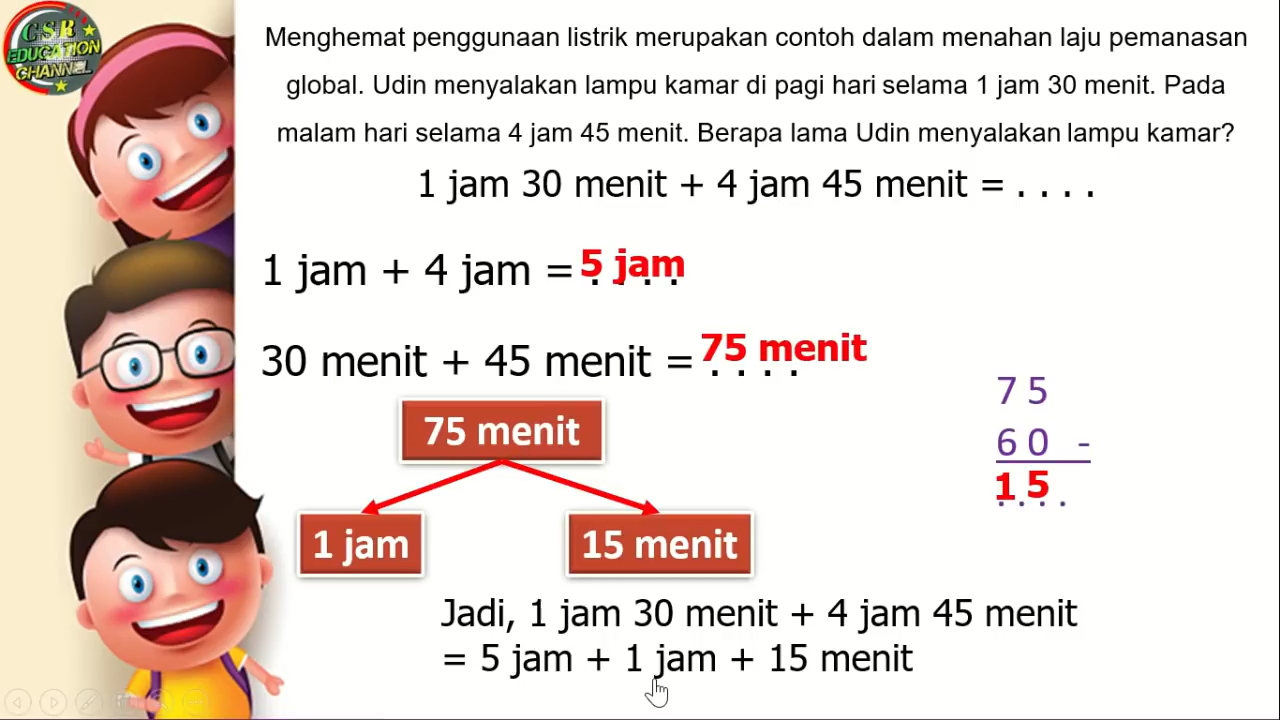 CSR
EDUCATION
CHANNEL
Menghemat penggunaan listrik merupakan contoh dalam menahan laju pemanasan
global. Udin menyalakan lampu kamar di pagi hari selama 1 jam 30 menit. Pada
malam hari selama 4 jam 45 menit. Berapa lama Udin menyalakan lampu kamar?
1 jam 30 menit + 4 jam 45 menit = . . . .
1 jam + 4 jam = . . . . 5 jam
30 menit + 45 menit = . . . . 75 menit
75 menit
1 jam
15 menit
7 5
6 0 -
1 5 . . . .
Jadi, 1 jam 30 menit + 4 jam 45 menit
= 5 jam + 1 jam + 15 menit